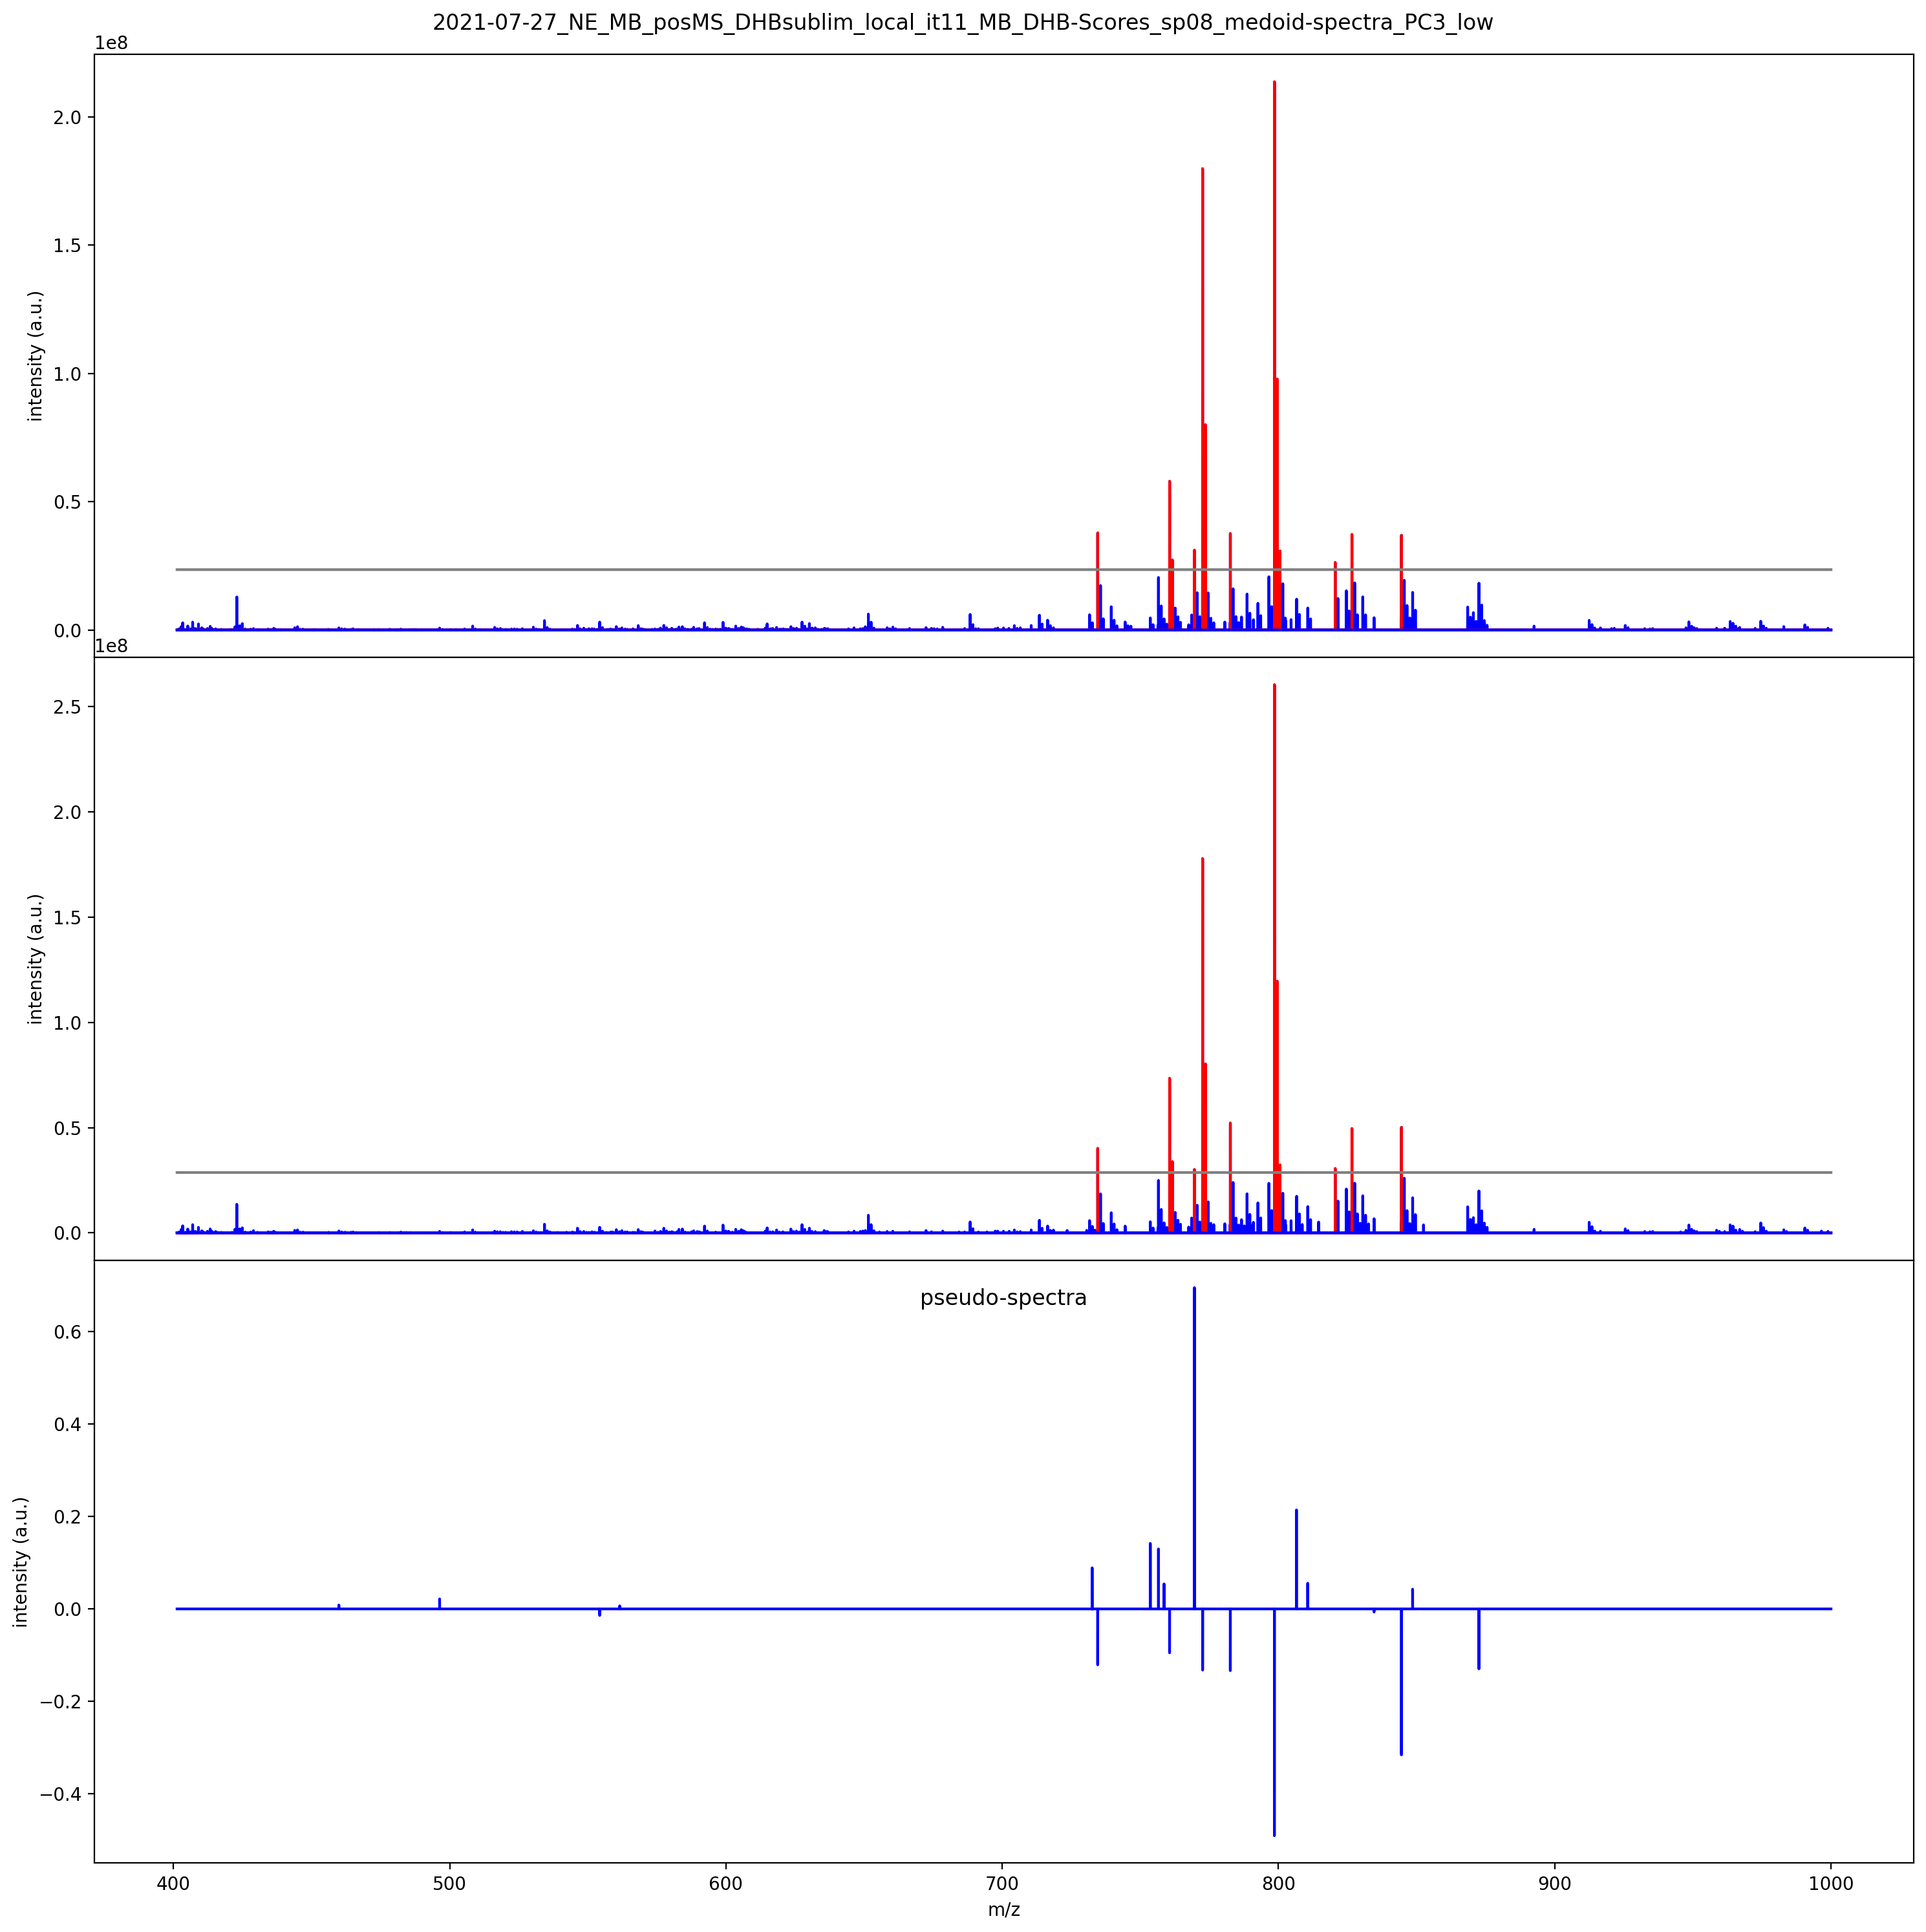 2021-07-27_NE_MB_posMS_DHBsublim_local_it11_MB_DHB-Scores_sp08_medoid-spectra_PC3_low
1e8
2.0
1.5
1.0
0.5
0.0
intensity (a.u.)
1e8
2.5
2.0
1.5
1.0
0.5
0.0
intensity (a.u.)
pseudo-spectra
0.6
0.4
0.2
0.0
−0.2
−0.4
intensity (a.u.)
400 500 600 700 800 900 1000
m/z